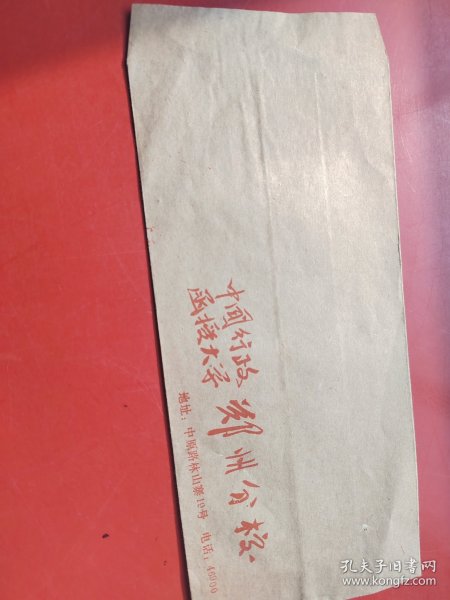 中国行政
函授大学
郑州分校
地址：中原路林山寨10号 电话：46000
孔夫子旧书网
www.kongfz.com